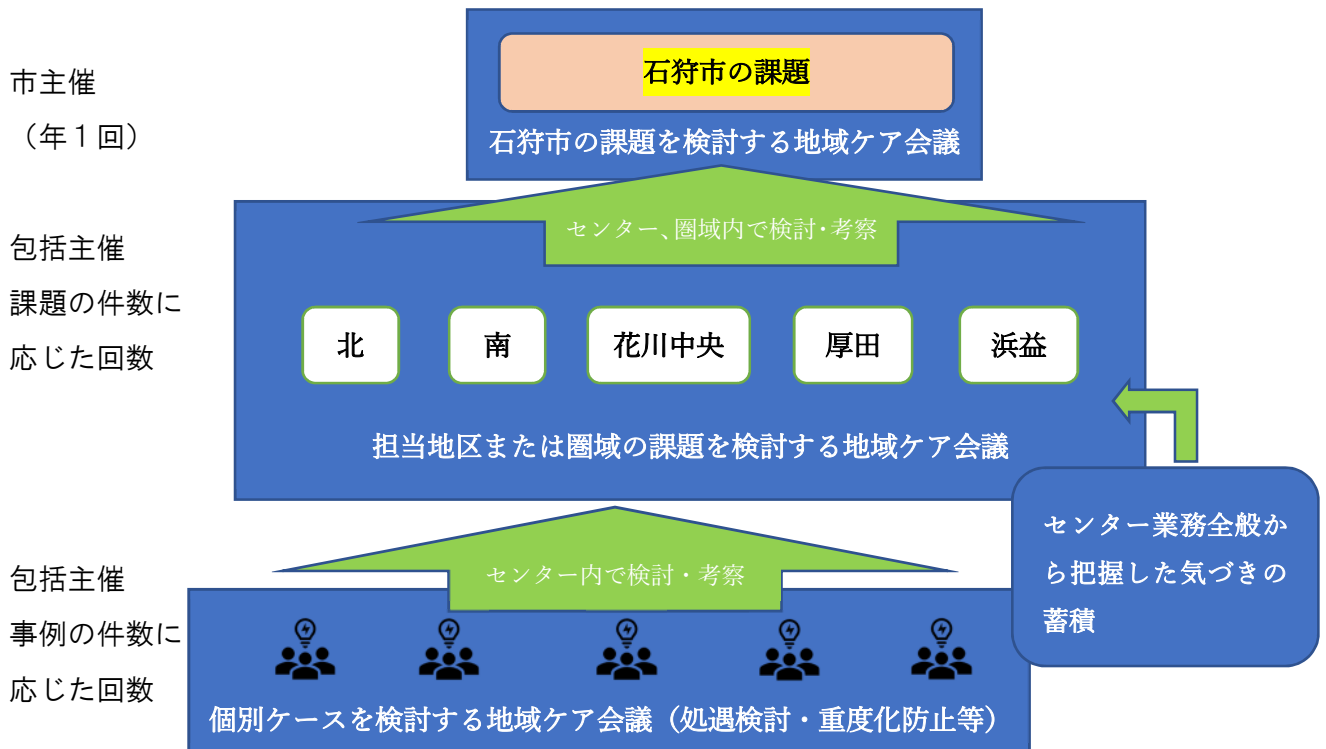 石狩市の課題
市主催
（年１回）
石狩市の課題を検討する地域ケア会議
センター、圏域内で検討・考察
包括主催
課題の件数に
応じた回数
北
南
花川中央
厚田
浜益
担当地区または圏域の課題を検討する地域ケア会議
センター業務全般か
ら把握した気づきの
蓄積
センター内で検討・考察
包括主催
事例の件数に
応じた回数
個別ケースを検討する地域ケア会議（処遇検討・重度化防止等）